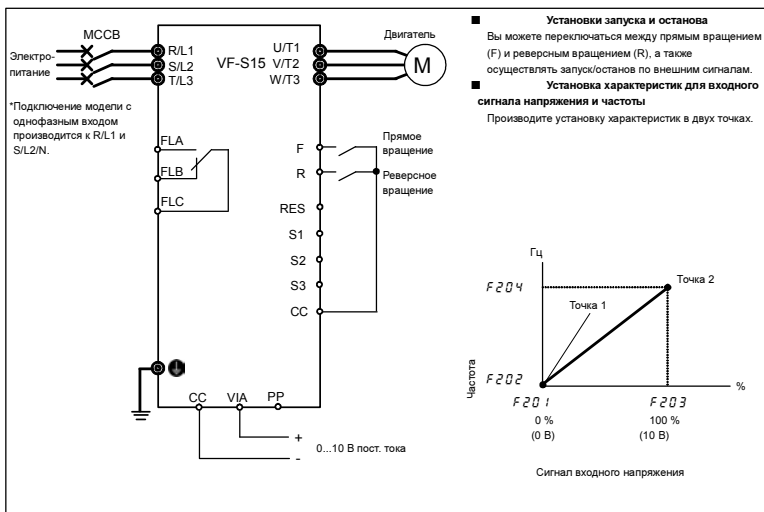 MCCB
Электро-
питание
R/L1
S/L2
T/L3
VF-S15
U/T1
V/T2
W/T3
Двигатель
M
*Подключение модели с
однофазным входом
производится к R/L1 и
S/L2/N.
FLA
FLB
FLC
F
R
RES
S1
S2
S3
CC
Прямое
вращение
Реверсное
вращение
CC
VIA
PP
+
-
0...10 В пост. тока
■ Установки запуска и останова
Вы можете переключаться между прямым вращением
(F) и реверсным вращением (R), а также
осуществлять запуск/останов по внешним сигналам.
■ Установка характеристик для входного
сигнала напряжения и частоты
Производите установку характеристик в двух точках.
Гц
F204
Точка 2
Точка 1
Частота
F202
%
F201
F203
0 %
100 %
(0 В)
(10 В)
Сигнал входного напряжения